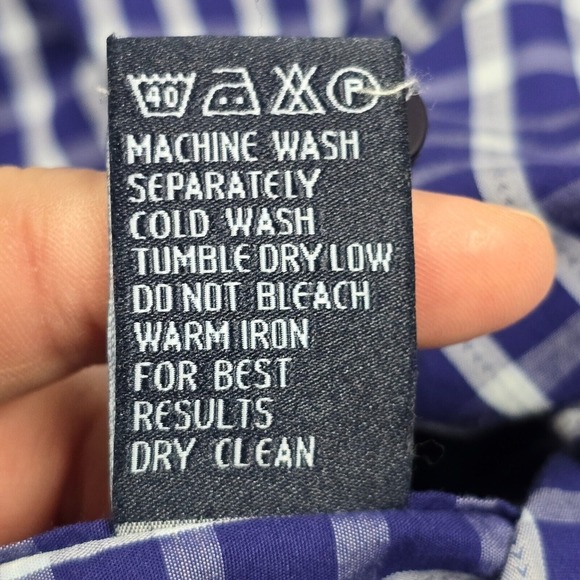 40 P
MACHINE WASH
SEPARATELY
COLD WASH
TUMBLE DRY LOW
DO NOT BLEACH
WARM IRON
FOR BEST
RESULTS
DRY CLEAN